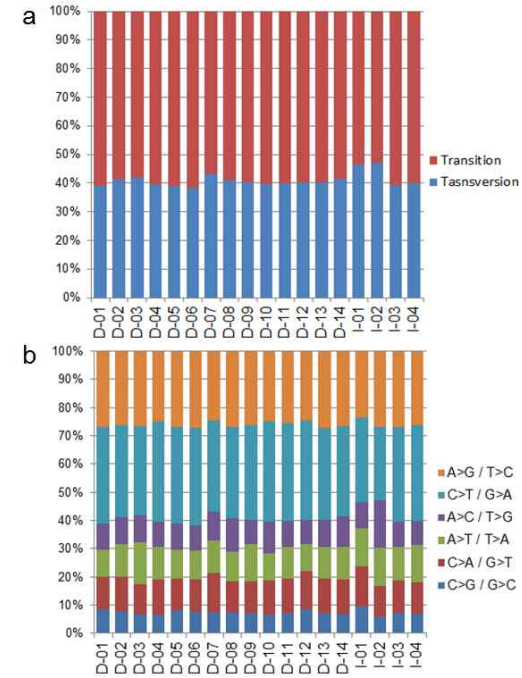 a
100%
90%
80%
70%
60%
50%
40%
30%
20%
10%
0%
Transition
Tasnsversion
D-01 D-02 D-03 D-04 D-05 D-06 D-07 D-08 D-09 D-10 D-11 D-12 D-13 D-14 I-01 I-02 I-03 I-04
b
100%
90%
80%
70%
60%
50%
40%
30%
20%
10%
0%
A>G / T>C
C>T / G>A
A>C / T>G
A>T / T>A
C>A / G>T
C>G / G>C
D-01 D-02 D-03 D-04 D-05 D-06 D-07 D-08 D-09 D-10 D-11 D-12 D-13 D-14 I-01 I-02 I-03 I-04